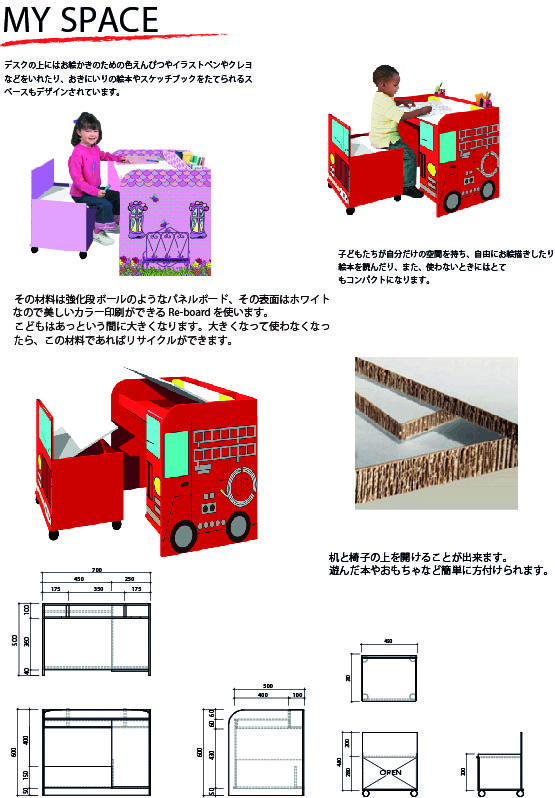 MY SPACE
デスクの上にはお絵かきのための色えんぴつやイラストペンやクレヨ
などをいれたり、おきにいりの絵本やスケッチブックをたてられるス
ペースもデザインされています。
子どもたちが自分だけの空間を持ち、自由にお絵描きしたり
絵本を読んだり、また、使わないときにはとて
もコンパクトになります。
その材料は強化段ボールのようなパネルボード、その表面はホワイト
なので美しいカラー印刷ができる Re-board を使います。
こどもはあっという間に大きくなります。大きくなって使わなくなっ
たら、この材料であればリサイクルができます。
机と椅子の上を開けることが出来ます。
遊んだ本やおもちゃなど簡単に方付けられます。
700
450 250
175 350 175
500
100
360
40
600
400
150
50
500
400 100
600
60
60
430
50
200
280
OPEN